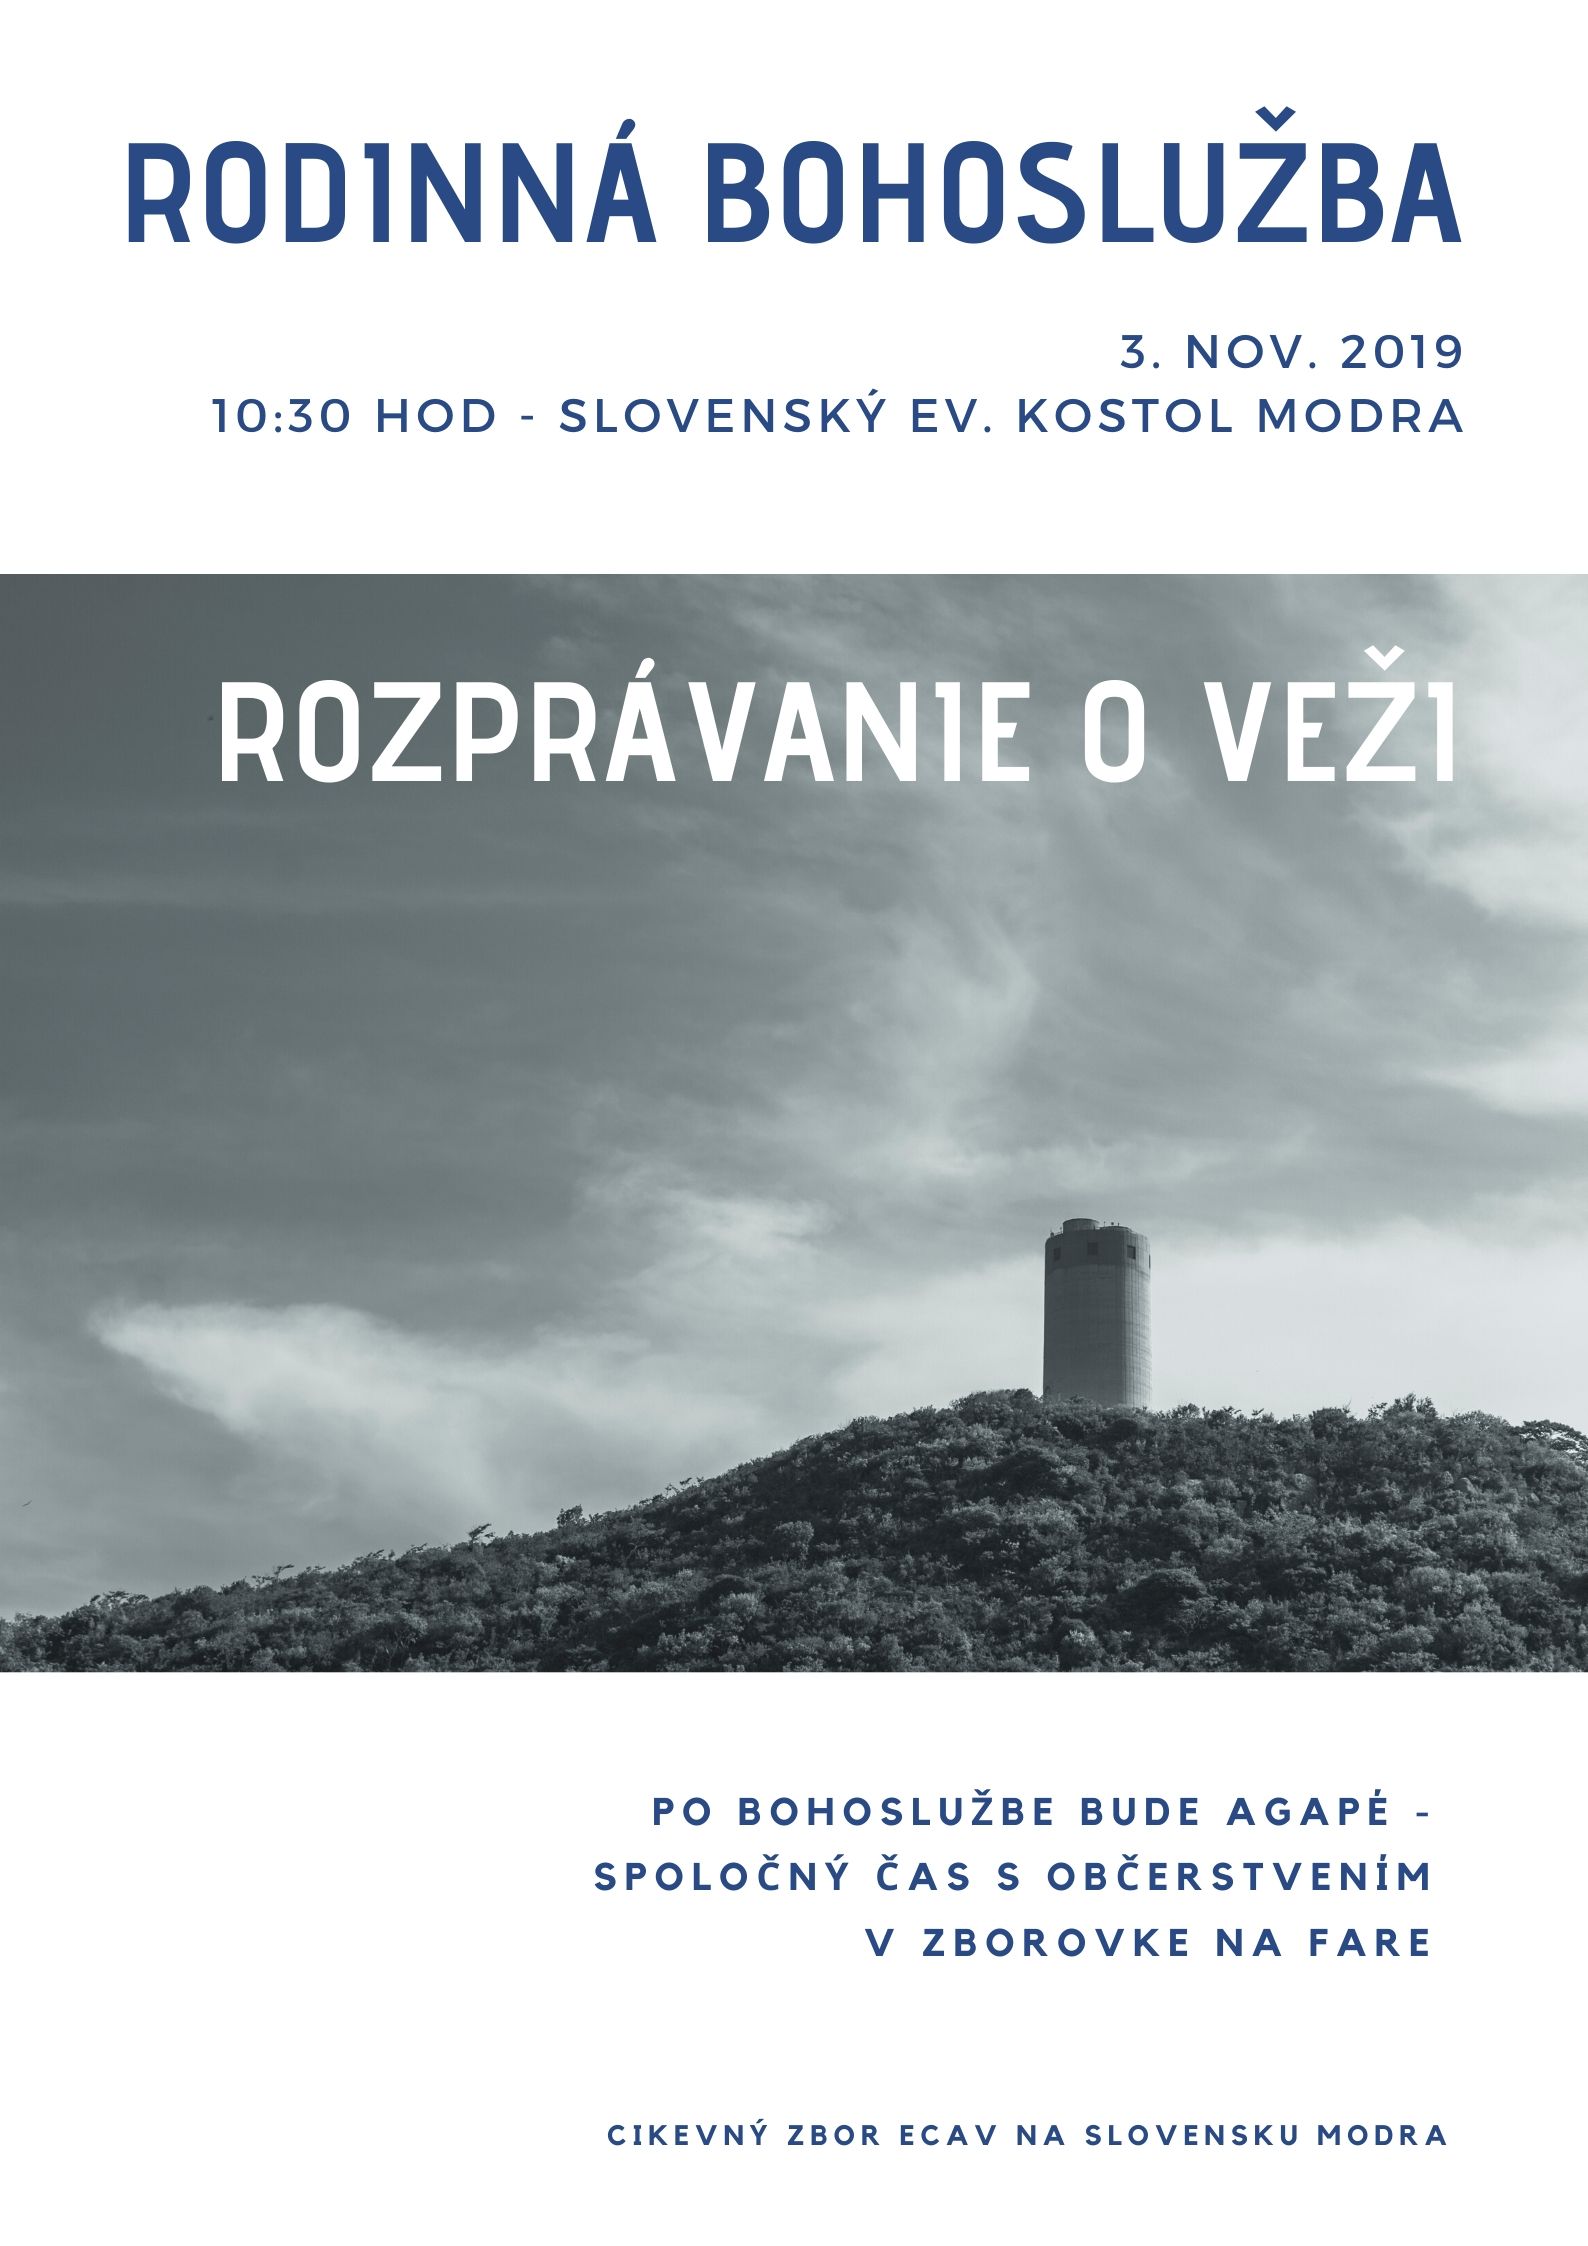 RODINNÁ BOHOSLUŽBA
3. NOV. 2019
10:30 HOD - SLOVENSKÝ EV. KOSTOL MODRA
ROZPRÁVANIE O VEŽI
PO BOHOSLUŽBE BUDE AGAPÉ -
SPOLOČNÝ ČAS S OBČERSTVENÍM
V ZBOROVKE NA FARE
CIKEVNÝ ZBOR ECAV NA SLOVENSKU MODRA